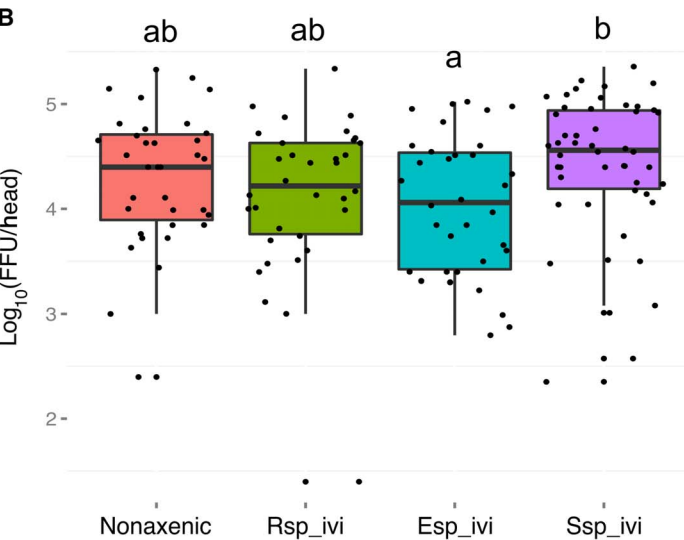 B
ab ab a b
Log10(FFU/head)
5
4
3
2
Nonaxenic Rsp_ivi Esp_ivi Ssp_ivi